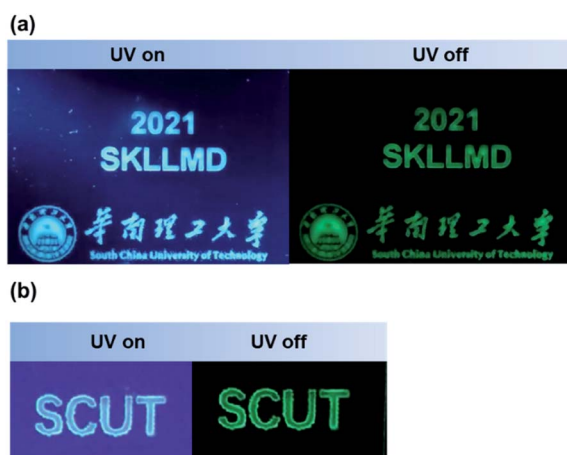 (a)
UV on UV off
2021 2021
SKLLMD SKLLMD
华南理工大学 华南理工大学
South China University of Technology South China University of Technology
(b)
UV on UV off
SCUT SCUT